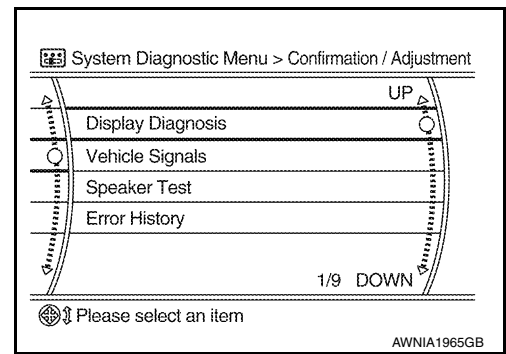 System Diagnostic Menu > Confirmation / Adjustment
UP
Display Diagnosis
Vehicle Signals
Speaker Test
Error History
1/9 DOWN
Please select an item
AWNIA1965GB